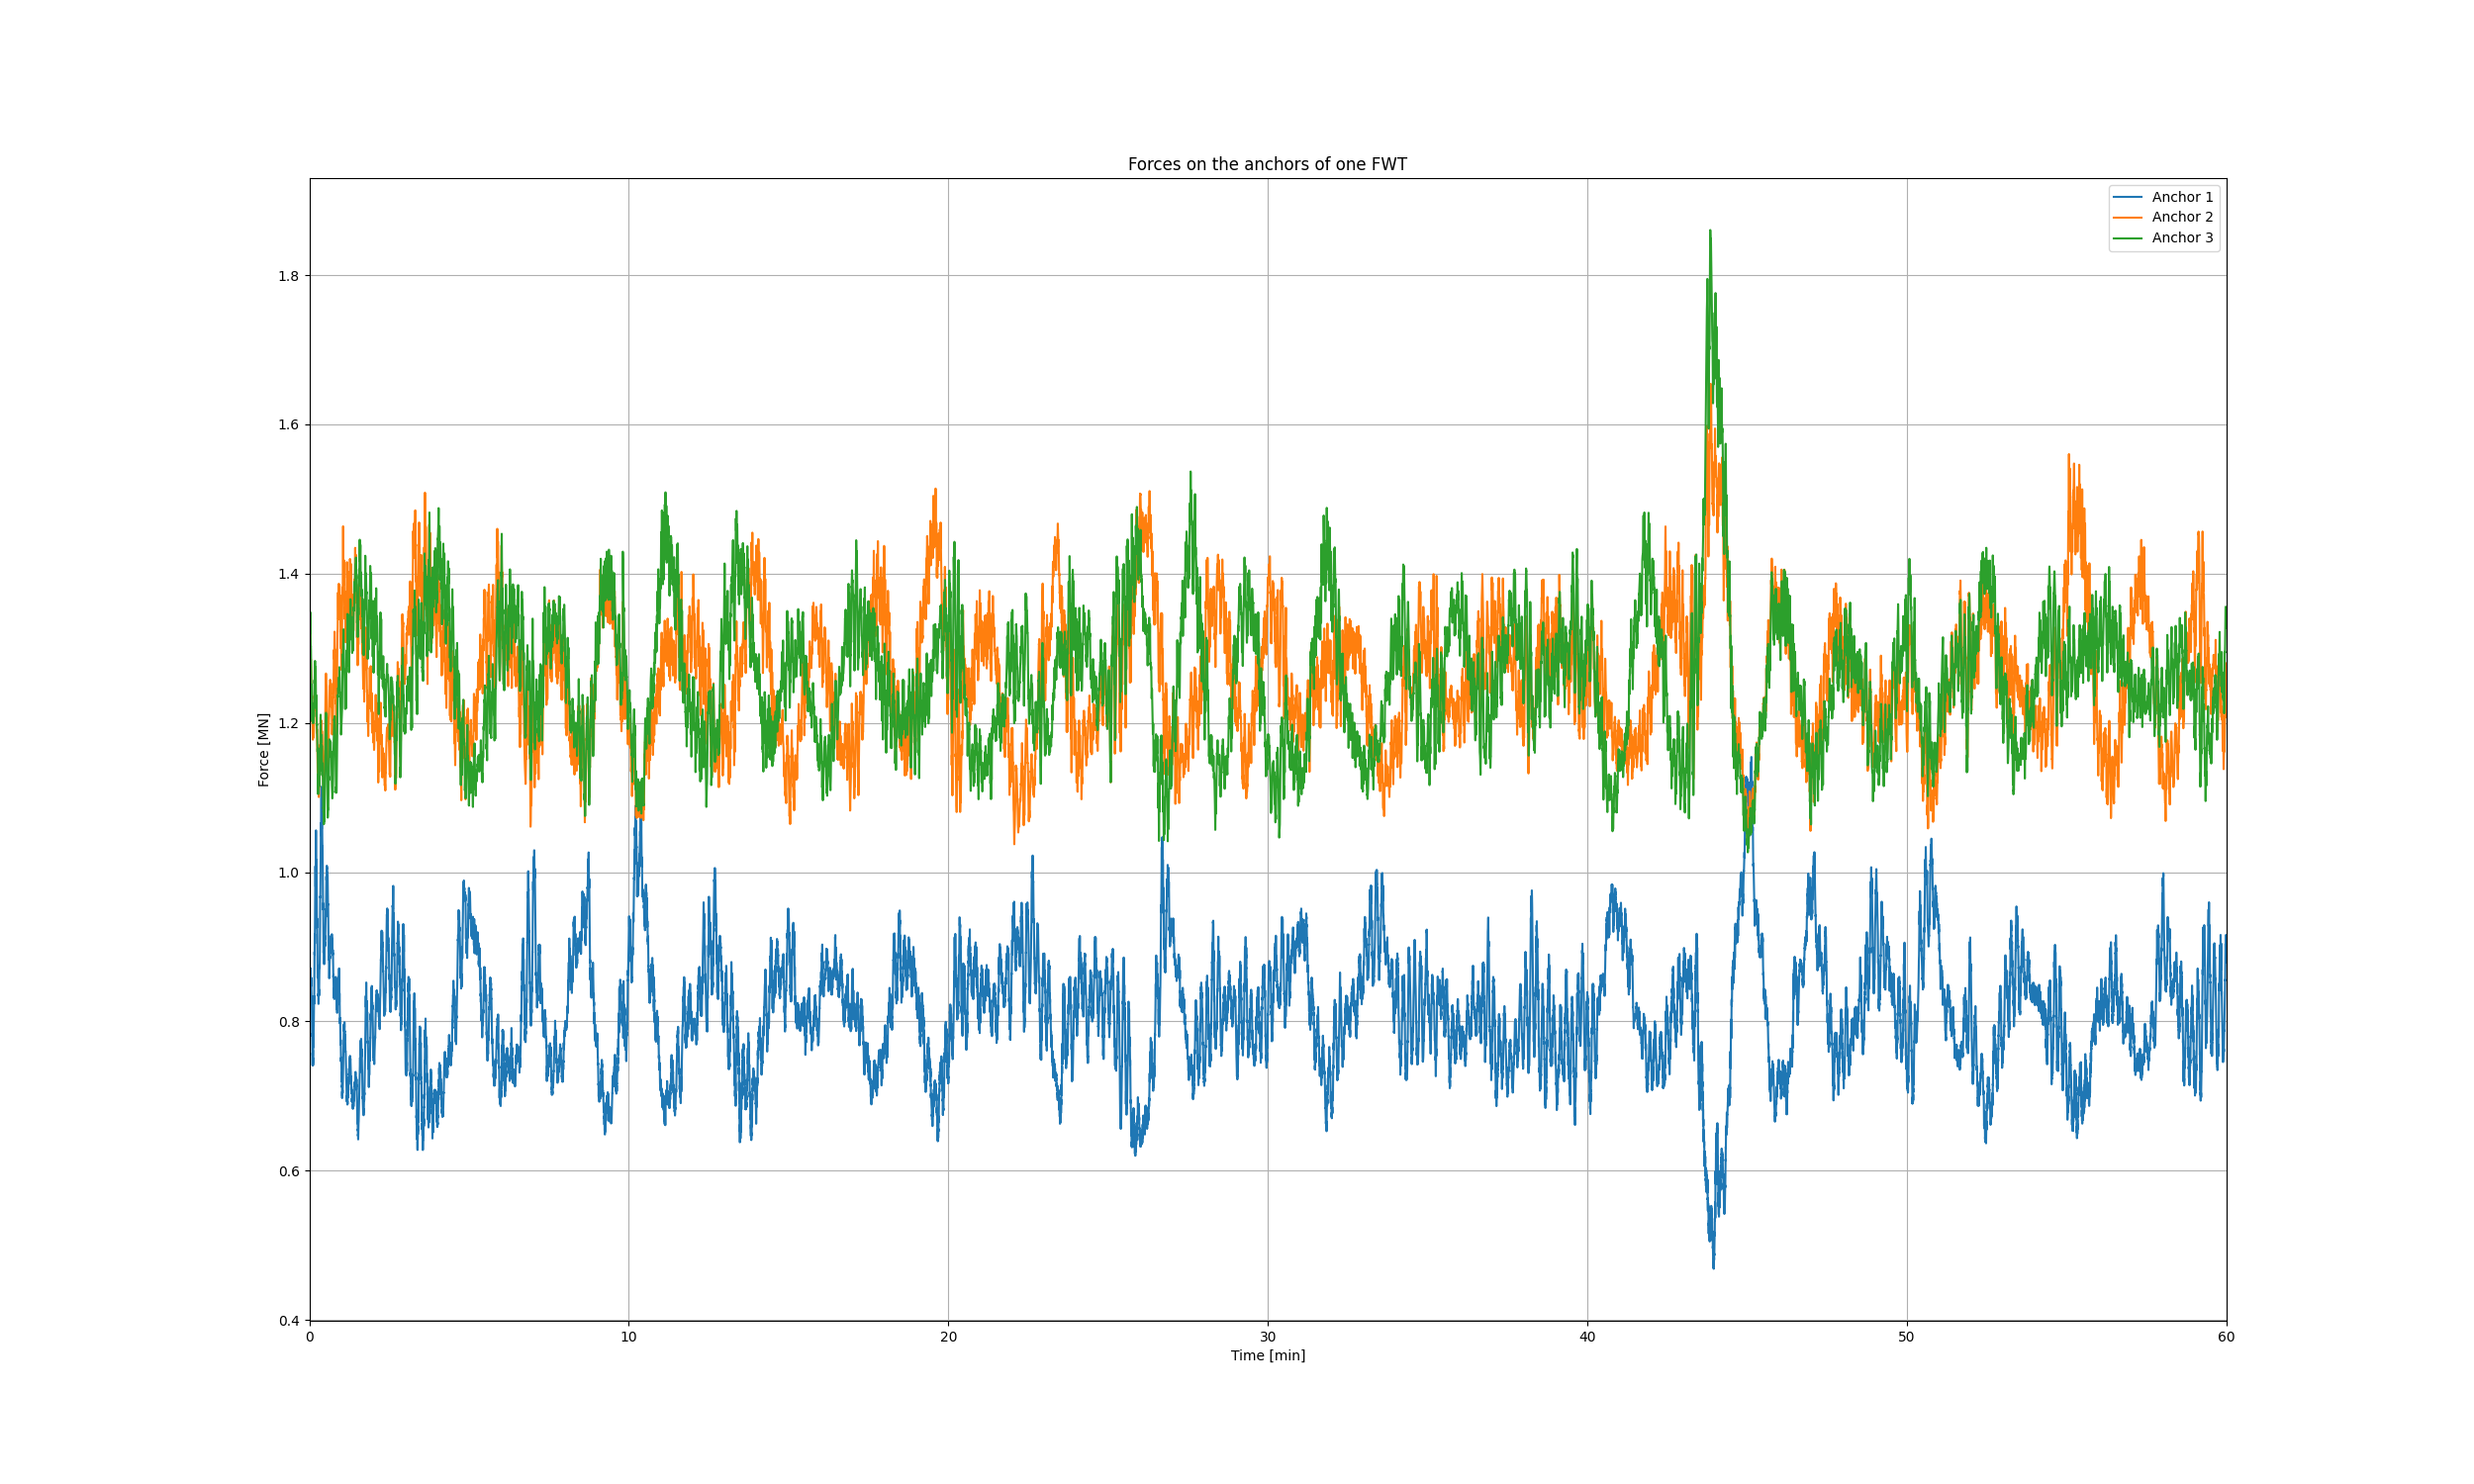 Forces on the anchors of one FWT
Anchor 1
Anchor 2
Anchor 3
Force [MN]
1.8
1.6
1.4
1.2
1.0
0.8
0.6
0.4
0 10 20 30 40 50 60
Time [min]